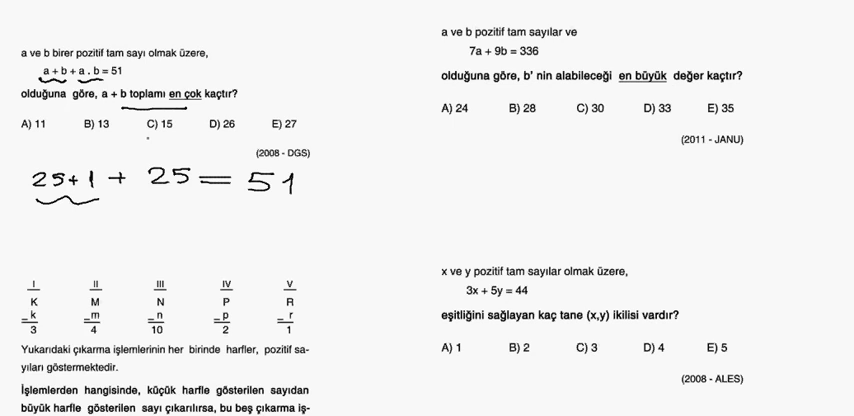 a ve b birer pozitif tam sayı olmak üzere,
a + b + a . b = 51
olduğuna göre, a + b toplamı en çok kaçtır?
A) 11 B) 13 C) 15 D) 26 E) 27
(2008 - DGS)
25+1 + 25 = 51
I II III IV V
K M N P R
- k - m - n - p - r
3 4 10 2 1
Yukarıdaki çıkarma işlemlerinin her birinde harfler, pozitif sa-
yıları göstermektedir.
İşlemlerden hangisinde, küçük harfle gösterilen sayıdan
büyük harfle gösterilen sayı çıkarılırsa, bu beş çıkarma iş-
a ve b pozitif tam sayılar ve
7a + 9b = 336
olduğuna göre, b' nin alabileceği en büyük değer kaçtır?
A) 24 B) 28 C) 30 D) 33 E) 35
(2011 - JANU)
x ve y pozitif tam sayılar olmak üzere,
3x + 5y = 44
eşitliğini sağlayan kaç tane (x,y) ikilisi vardır?
A) 1 B) 2 C) 3 D) 4 E) 5
(2008 - ALES)